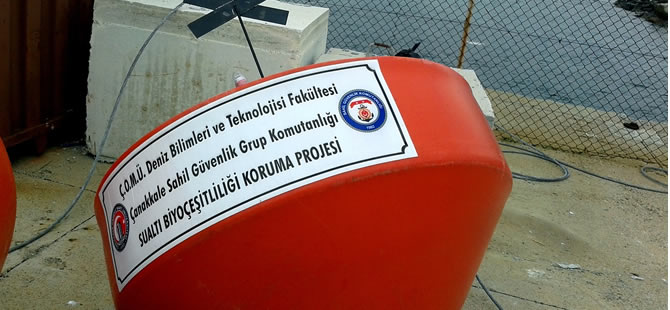 Ç.O.M.Ü. Deniz Bilimleri ve Teknolojisi Fakültesi
Çanakkale Sahil Güvenlik Grup Komutanlığı
SUALTI BİYOÇEŞİTLİLİĞİ KORUMA PROJESİ